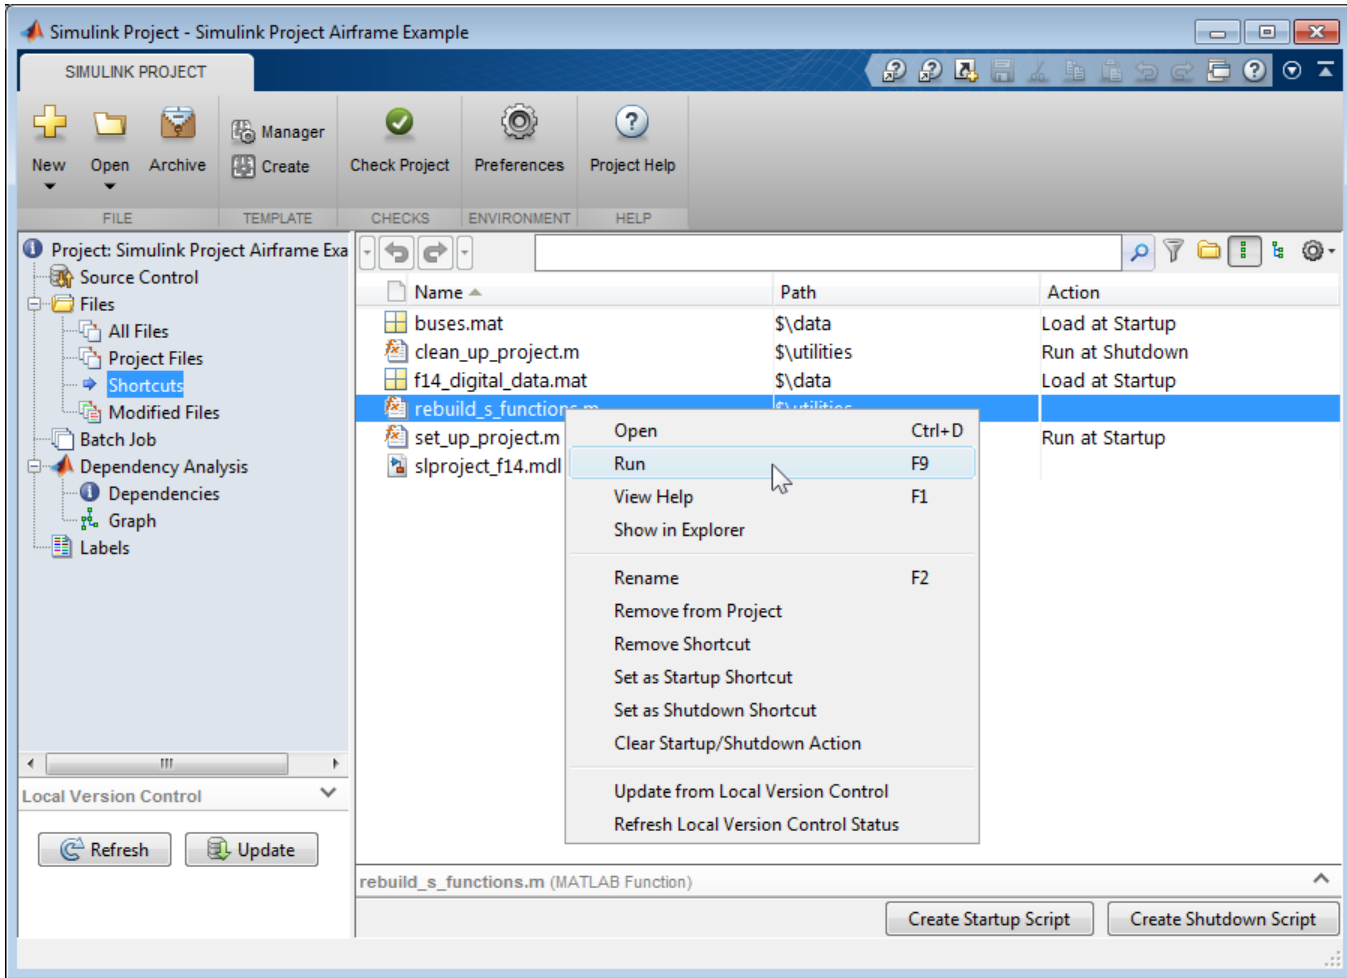 Simulink Project - Simulink Project Airframe Example
SIMULINK PROJECT
New
Open
Archive
Manager
Create
Check Project
Preferences
Project Help
FILE
TEMPLATE
CHECKS
ENVIRONMENT
HELP
Project: Simulink Project Airframe Exa
Source Control
Files
All Files
Project Files
Shortcuts
Modified Files
Batch Job
Dependency Analysis
Dependencies
Graph
Labels
Local Version Control
Refresh
Update
Name Path Action
buses.mat $\data Load at Startup
clean_up_project.m $\utilities Run at Shutdown
f14_digital_data.mat $\data Load at Startup
rebuild_s_functions.m $\utilities
set_up_project.m Run at Startup
slproject_f14.mdl
Open Ctrl+D
Run F9
View Help F1
Show in Explorer
Rename F2
Remove from Project
Remove Shortcut
Set as Startup Shortcut
Set as Shutdown Shortcut
Clear Startup/Shutdown Action
Update from Local Version Control
Refresh Local Version Control Status
rebuild_s_functions.m (MATLAB Function)
Create Startup Script
Create Shutdown Script